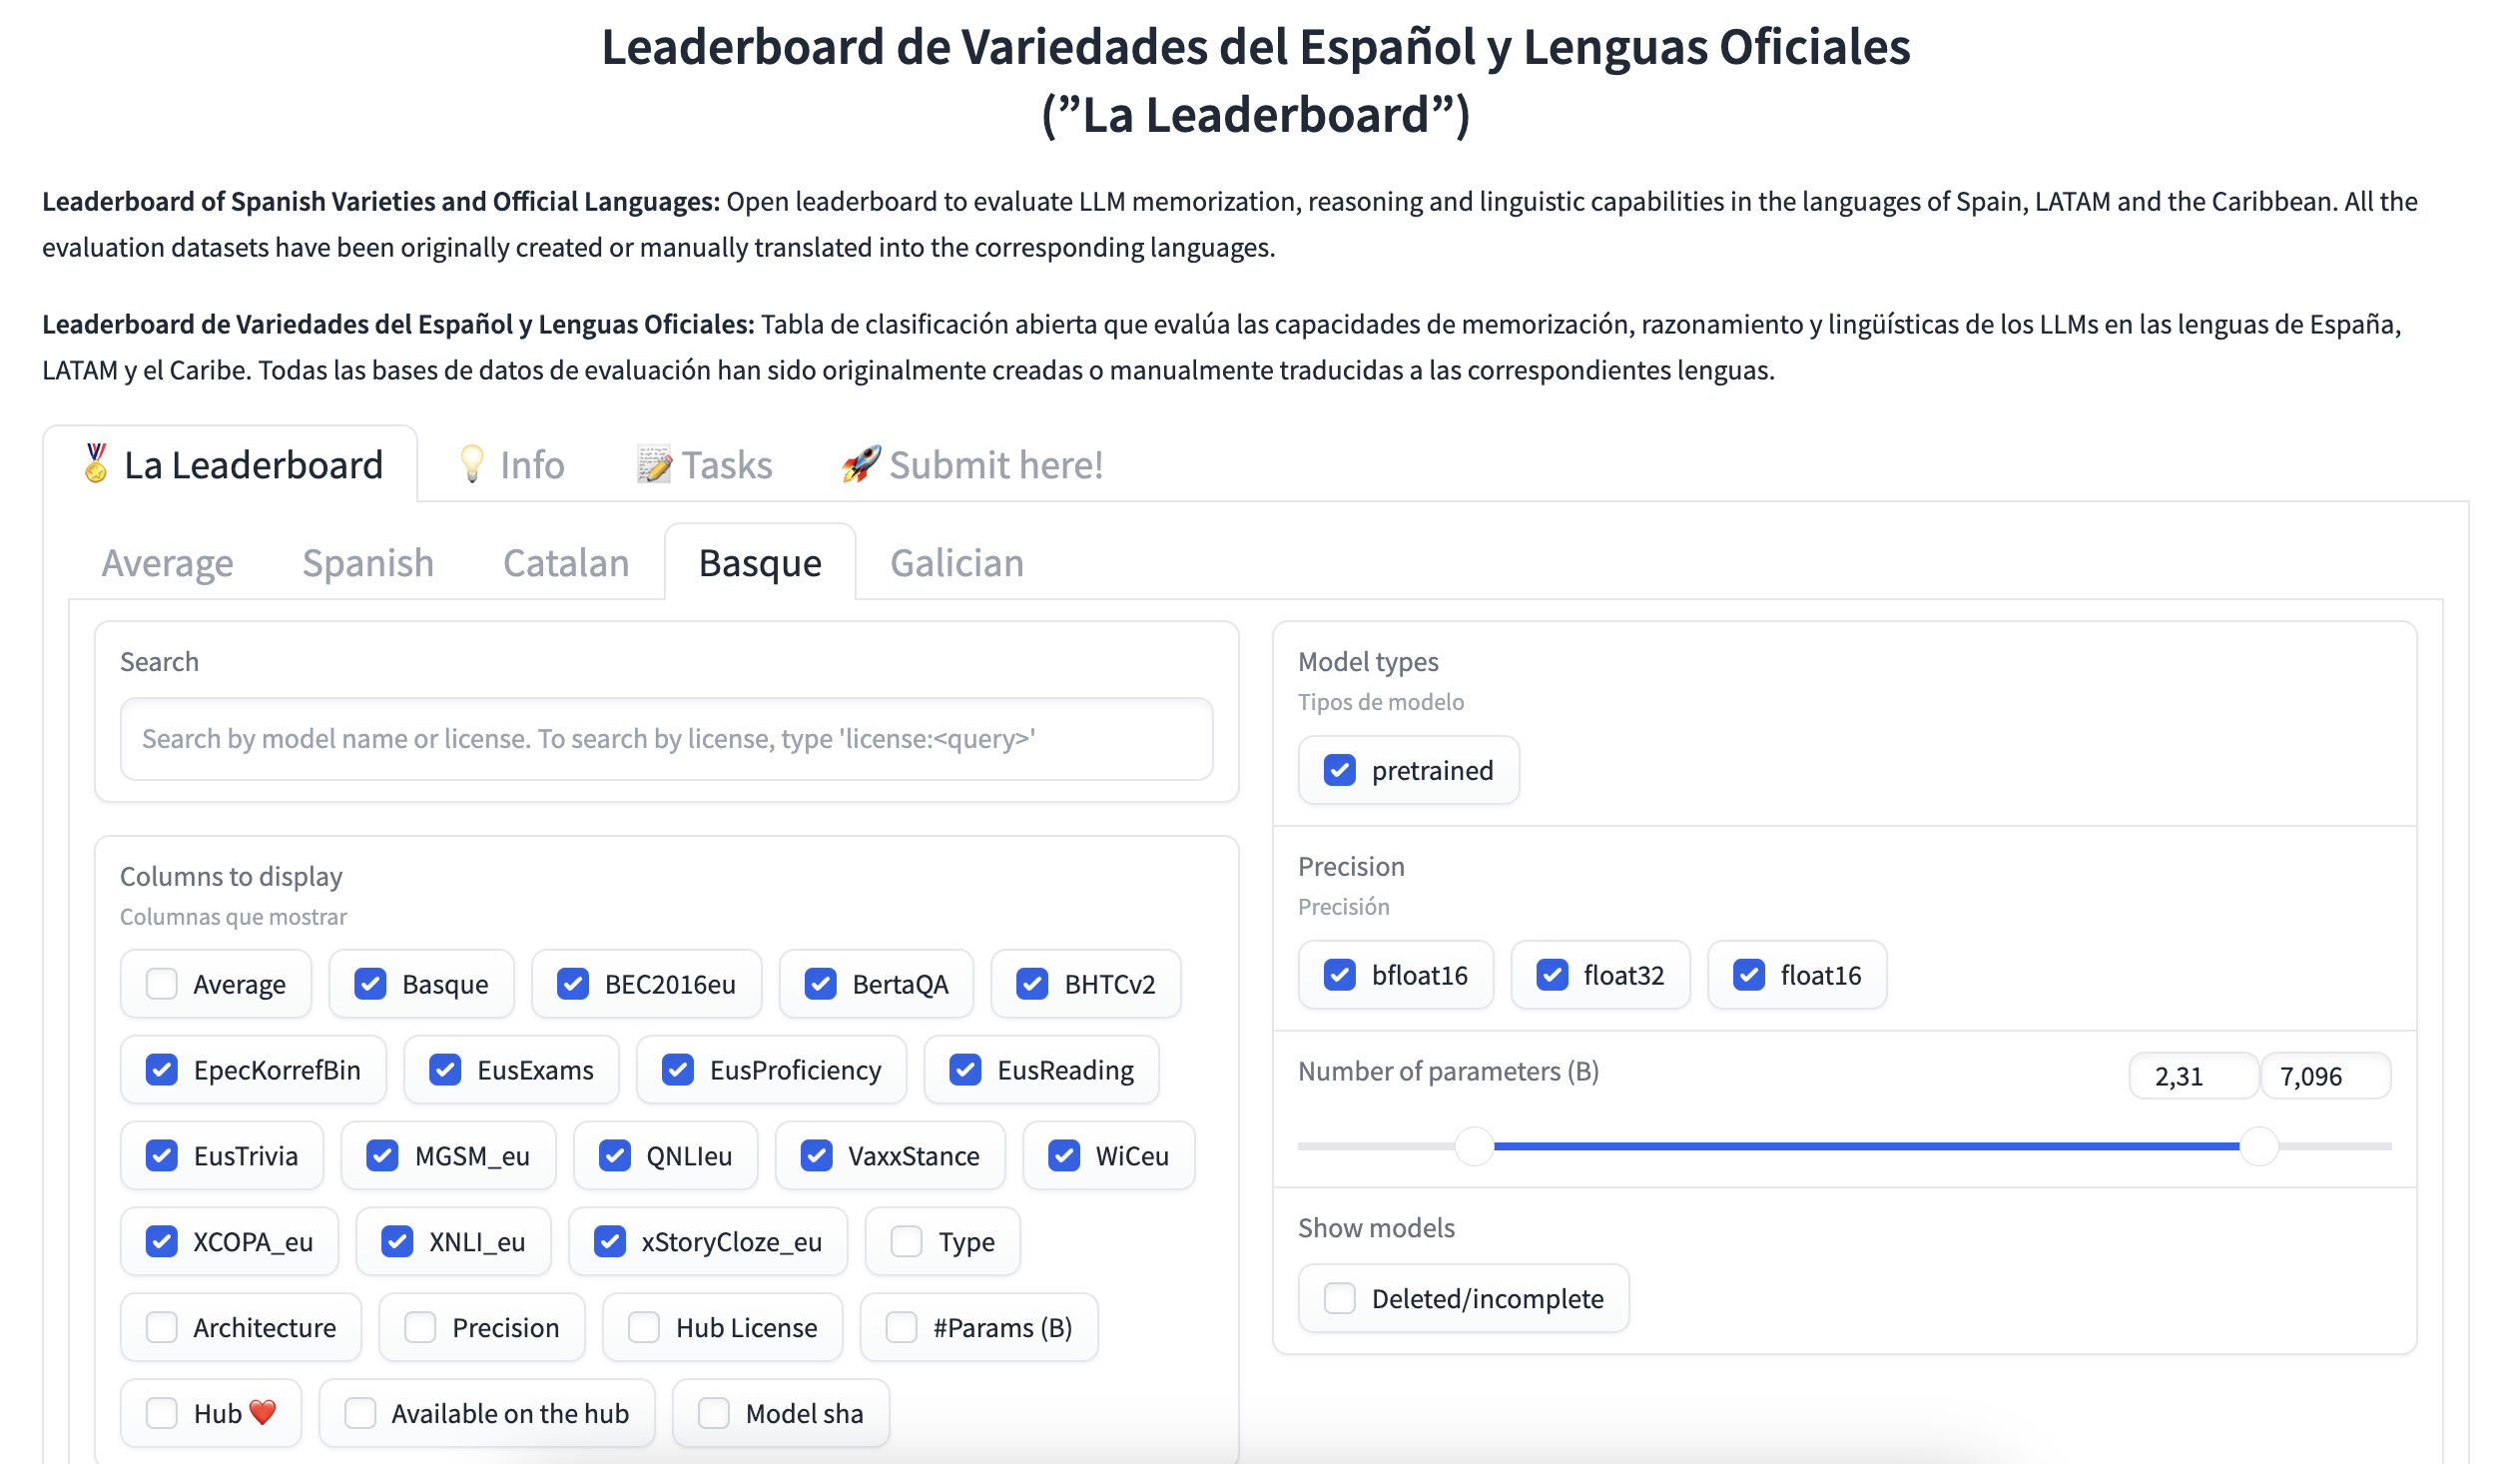 Leaderboard de Variedades del Español y Lenguas Oficiales
(”La Leaderboard”)
Leaderboard of Spanish Varieties and Official Languages: Open leaderboard to evaluate LLM memorization, reasoning and linguistic capabilities in the languages of Spain, LATAM and the Caribbean. All the
evaluation datasets have been originally created or manually translated into the corresponding languages.
Leaderboard de Variedades del Español y Lenguas Oficiales: Tabla de clasificación abierta que evalúa las capacidades de memorización, razonamiento y lingüísticas de los LLMs en las lenguas de España,
LATAM y el Caribe. Todas las bases de datos de evaluación han sido originalmente creadas o manualmente traducidas a las correspondientes lenguas.
La Leaderboard Info Tasks Submit here!
Average Spanish Catalan Basque Galician
Search
Search by model name or license. To search by license, type 'license:<query>'
Columns to display
Columnas que mostrar
Average Basque BEC2016eu BertaQA BHTCv2
EpecKorrefBin EusExams EusProficiency EusReading
EusTrivia MGSM_eu QNLIeu VaxxStance WiCeu
XCOPA_eu XNLI_eu xStoryCloze_eu Type
Architecture Precision Hub License #Params (B)
Hub ❤️ Available on the hub Model sha
Model types
Tipos de modelo
pretrained
Precision
Precisión
bfloat16 float32 float16
Number of parameters (B) 2,31 7,096
Show models
Deleted/incomplete